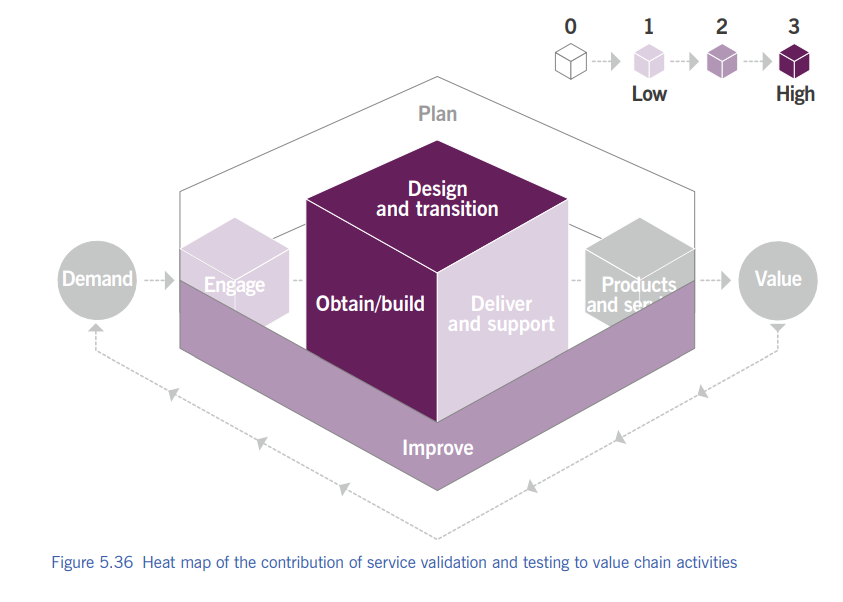 0 1 2 3
Low High
Plan
Design
and transition
Demand
Engage
Obtain/build
Deliver
and support
Products
and
Value
Improve
Figure 5.36 Heat map of the contribution of service validation and testing to value chain activities